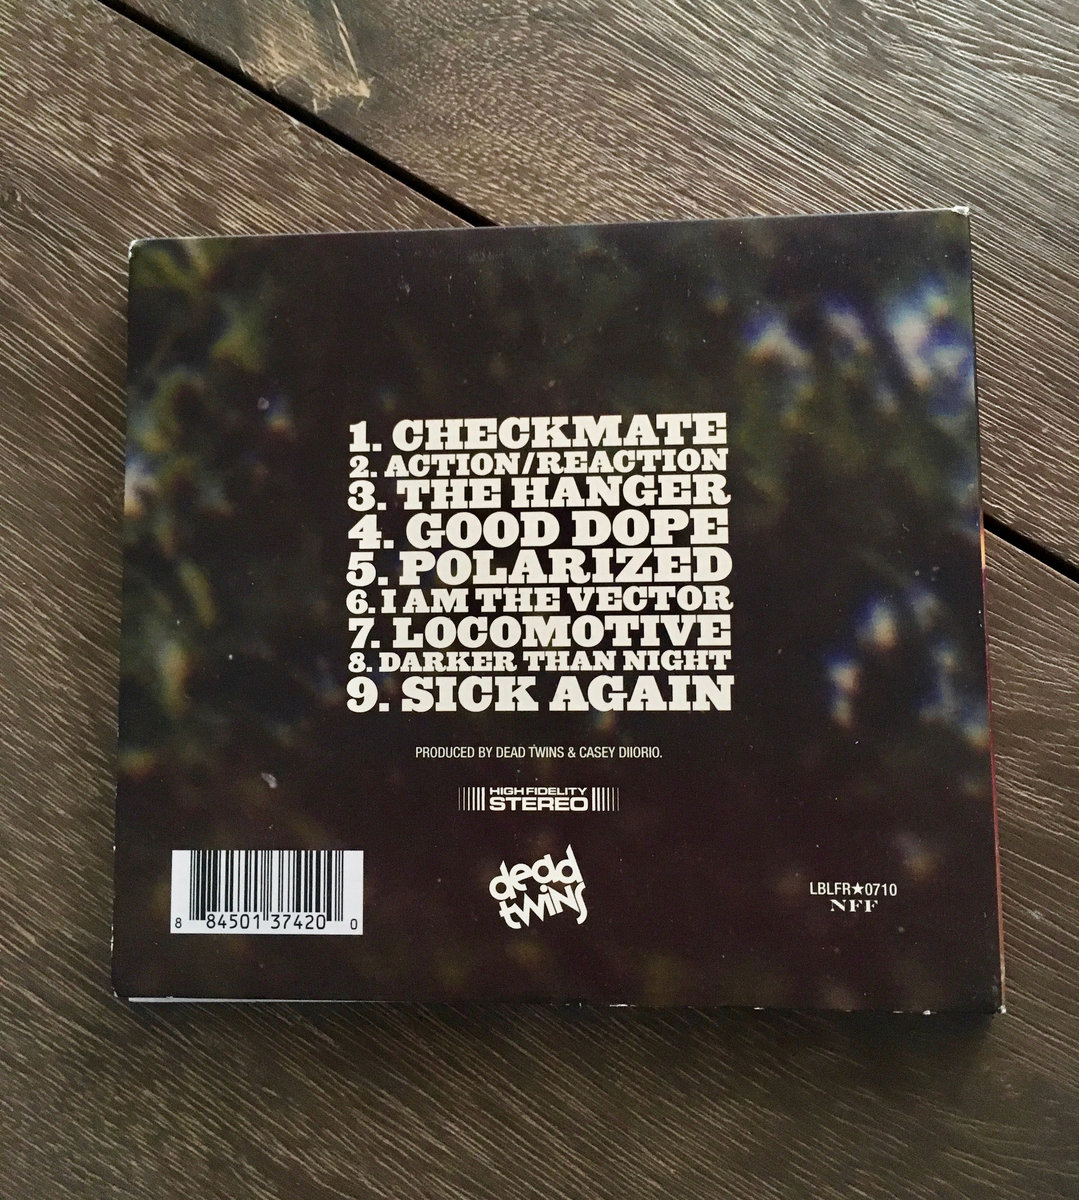 1. CHECKMATE
2. ACTION/REACTION
3. THE HANGER
4. GOOD DOPE
5. POLARIZED
6. I AM THE VECTOR
7. LOCOMOTIVE
8. DARKER THAN NIGHT
9. SICK AGAIN
PRODUCED BY DEAD TWINS & CASEY DIIORIO.
HIGH FIDELITY
STEREO
dead
twins
8 84501 37420 0
LBLFR★0710
NFF